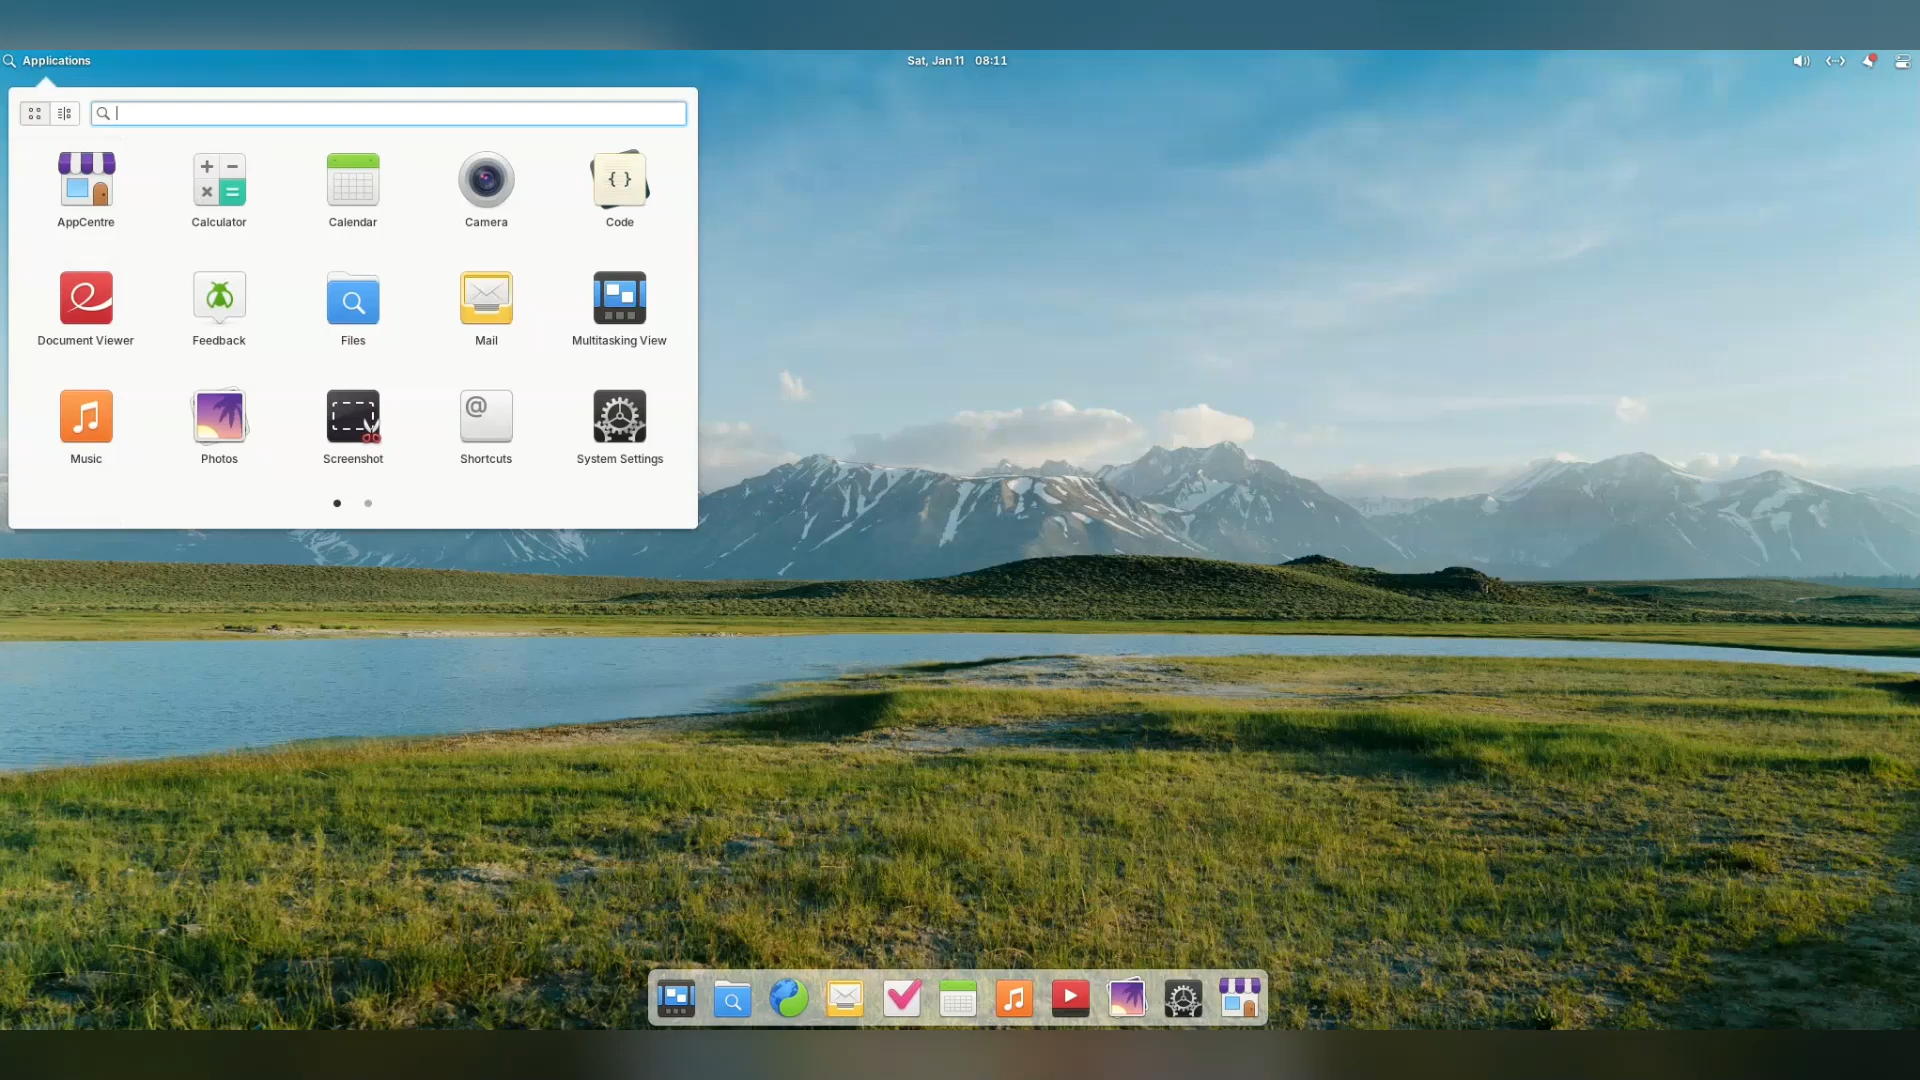 Applications
Sat, Jan 11 08:11
AppCentre
Calculator
Calendar
Camera
Code
Document Viewer
Feedback
Files
Mail
Multitasking View
Music
Photos
Screenshot
Shortcuts
System Settings